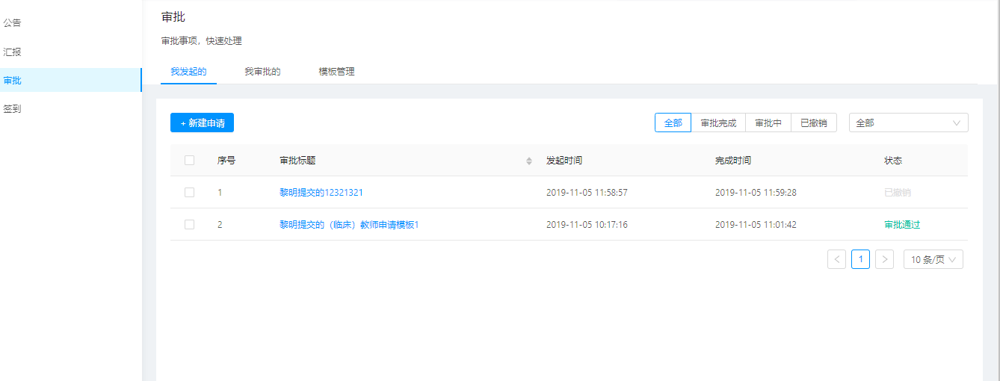 公告
汇报
审批
签到
审批
审批事项，快速处理
我发起的 我审批的 模板管理
+ 新建申请 全部 审批完成 审批中 已撤销 全部
序号 审批标题 发起时间 完成时间 状态
1 黎明提交的12321321 2019-11-05 11:58:57 2019-11-05 11:59:28 已撤销
2 黎明提交的（临床）教师申请模板1 2019-11-05 10:17:16 2019-11-05 11:01:42 审批通过
< 1 > 10 条/页